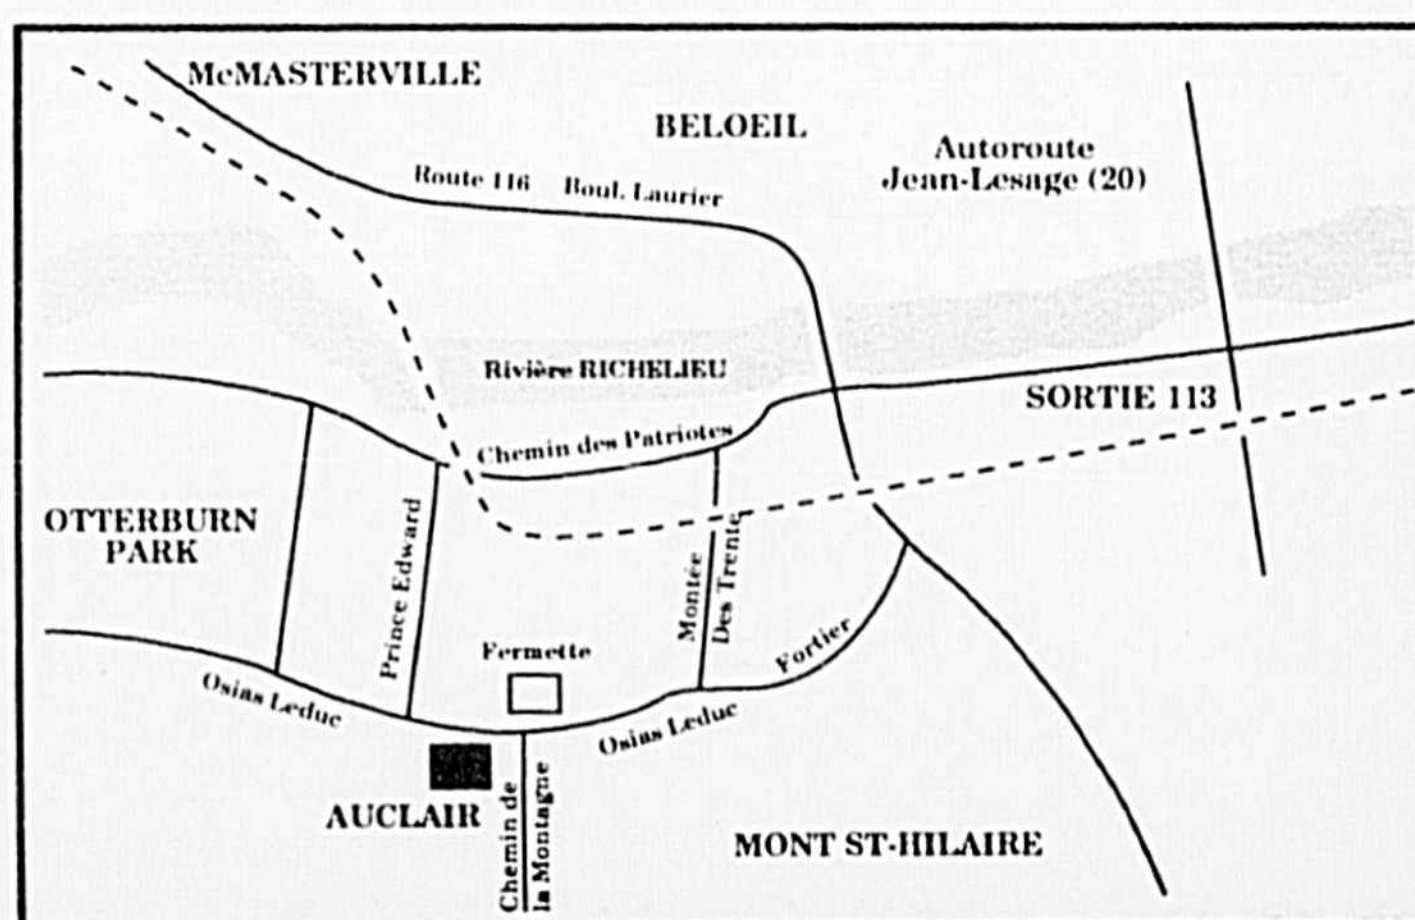 McMASTERVILLE
BELOEIL
Autoroute
Jean-Lesage (20)
Route 116 Boul. Laurier
Rivière RICHELIEU
SORTIE 113
Chemin des Patriotes
OTTERBURN
PARK
Prince Edward
Montée
Des Trente
Fermette
Fortier
Osias Leduc
Osias Leduc
AUCLAIR
Chemin de
la Montagne
MONT ST-HILAIRE